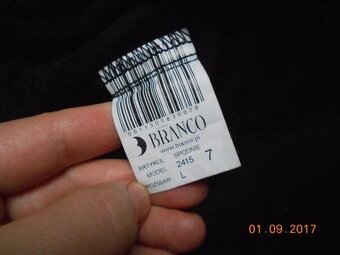 BRANCO
www.branco.pl
ARTYKUŁ SPODNIE
MODEL 2415 7
ROZMIAR L
01.09.2017